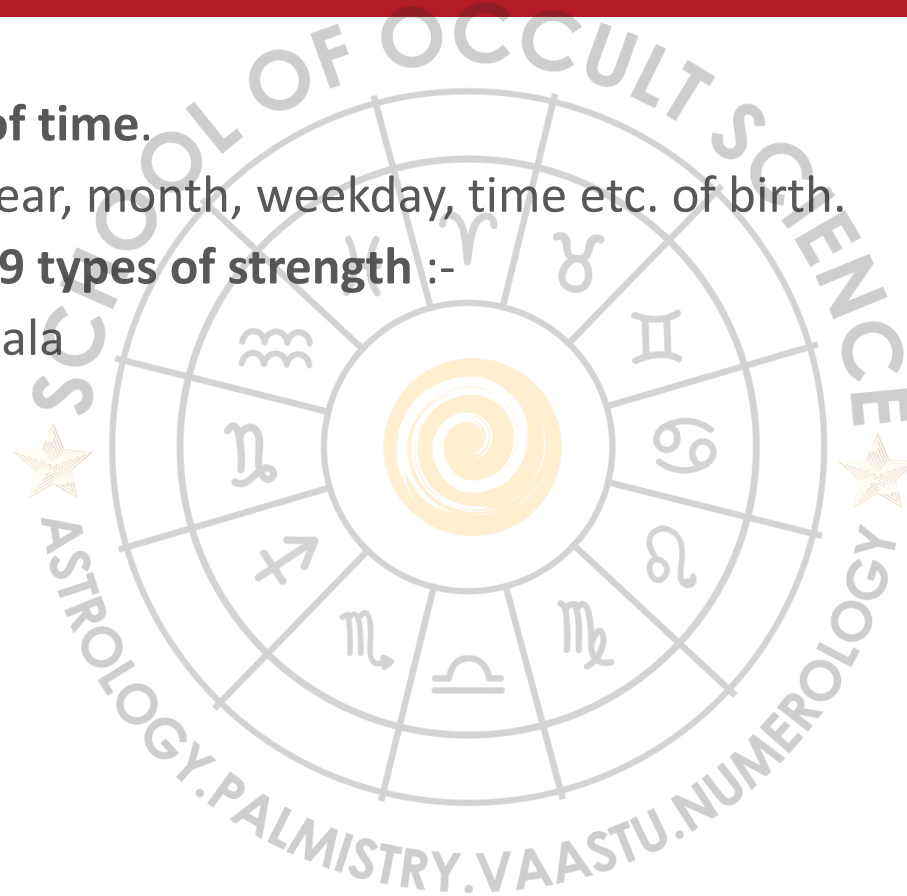 of time.
ear, month, weekday, time etc. of birth.
9 types of strength :-
ala
SCHOOL OF OCCULT SCIENCE
ASTROLOGY.PALMISTRY.VAASTU.NUMEROLOGY